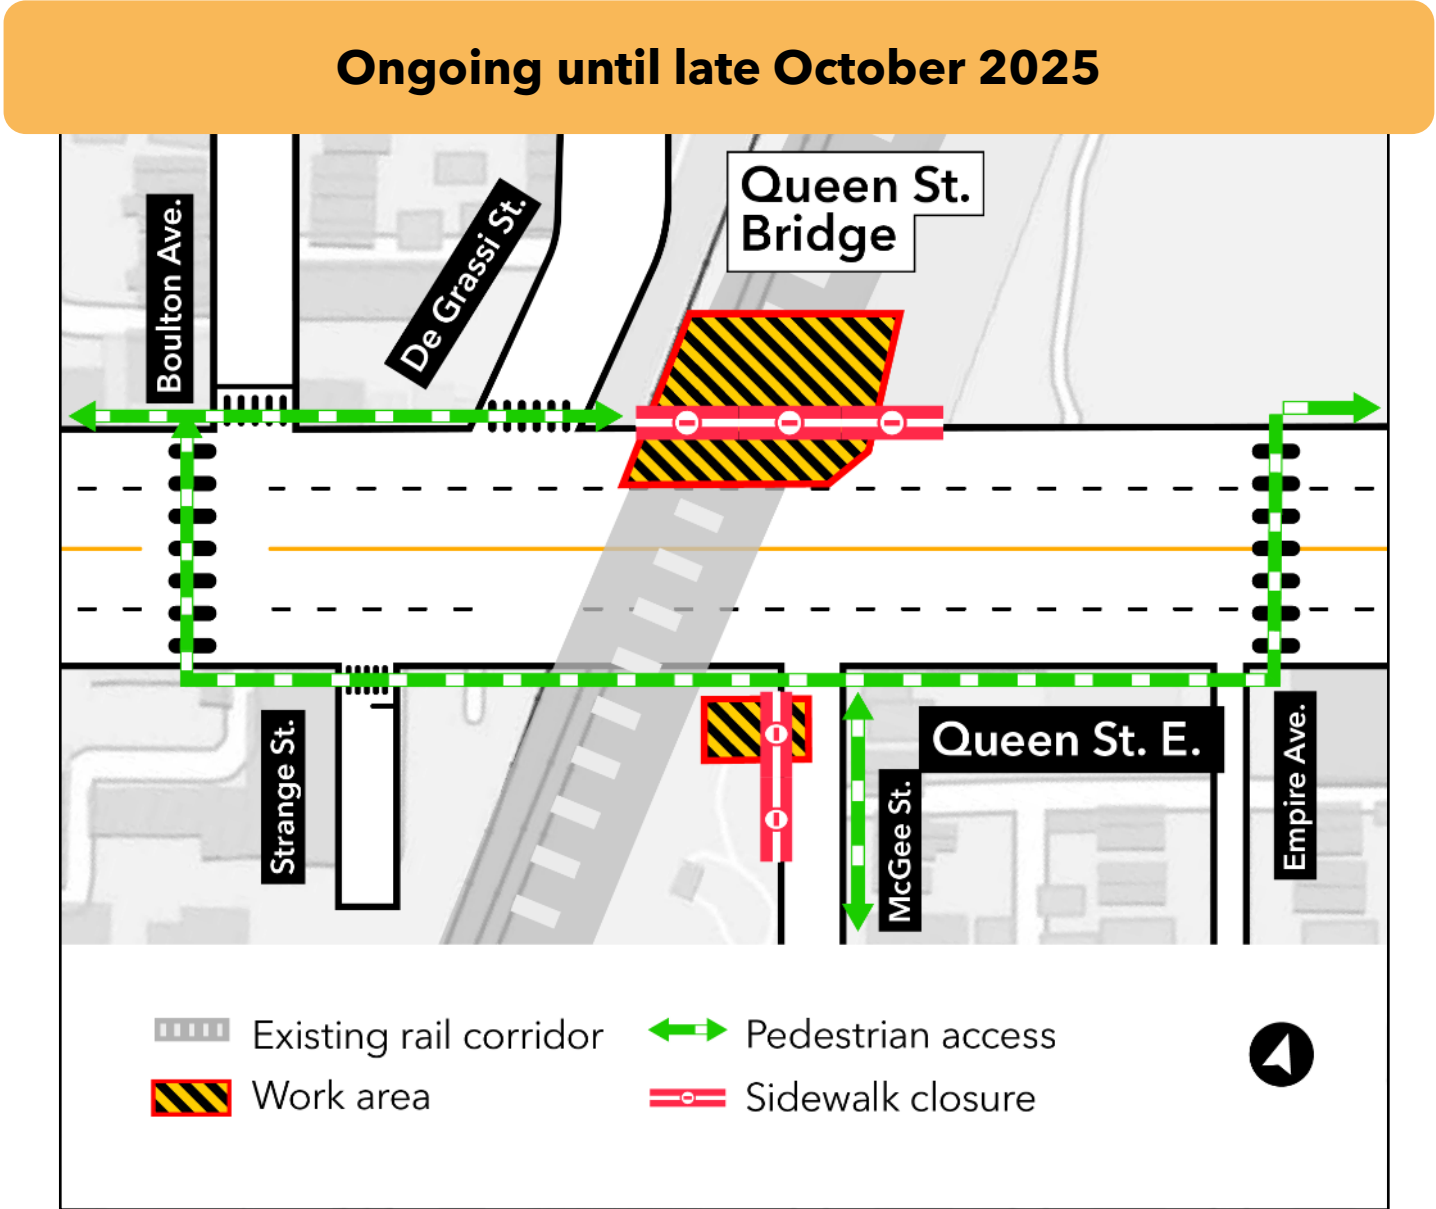 Ongoing until late October 2025
Queen St.
Bridge
Boulton Ave.
De Grassi St.
Strange St.
Queen St. E.
McGee St.
Empire Ave.
Existing rail corridor
Pedestrian access
Work area
Sidewalk closure